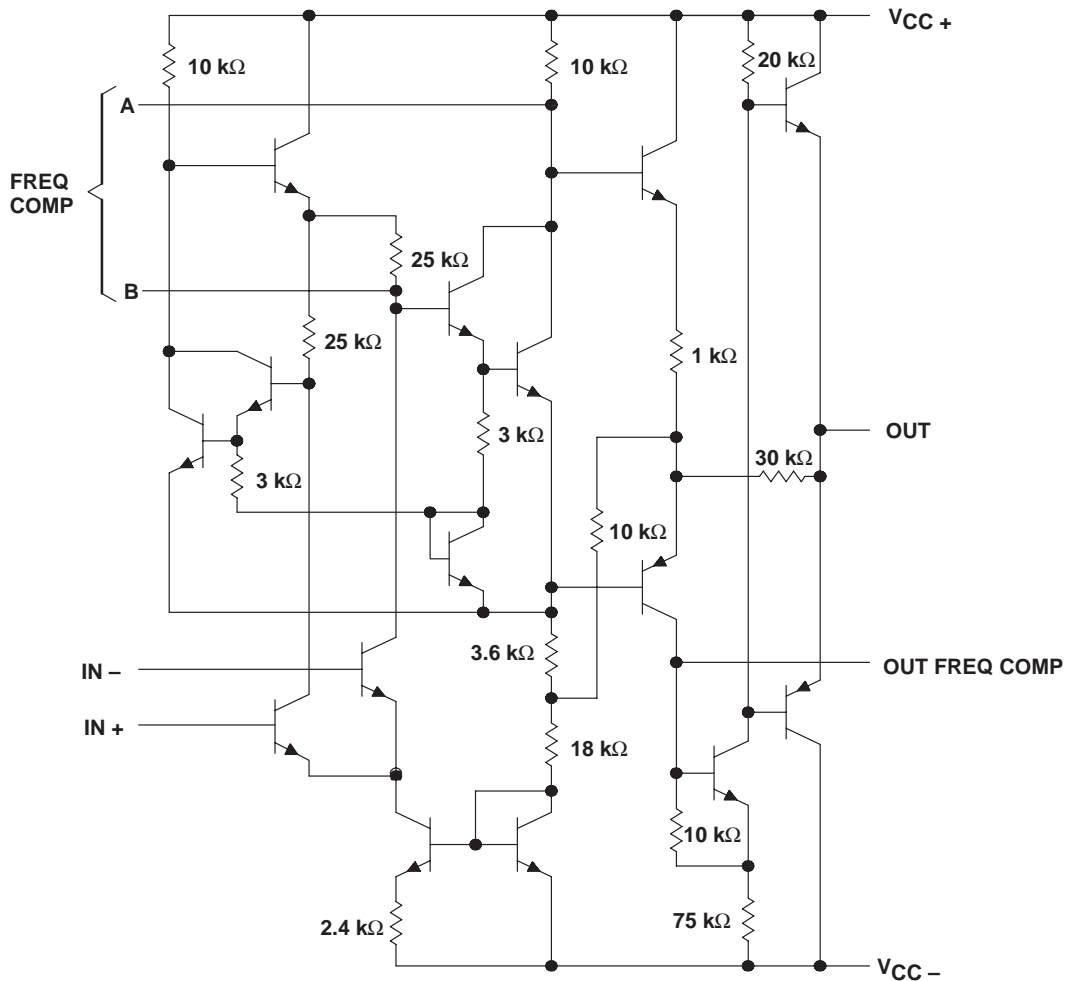 VCC +
10 kΩ
10 kΩ
20 kΩ
A
FREQ
COMP
B
25 kΩ
25 kΩ
1 kΩ
3 kΩ
OUT
30 kΩ
3 kΩ
10 kΩ
IN –
3.6 kΩ
OUT FREQ COMP
IN +
18 kΩ
10 kΩ
2.4 kΩ
75 kΩ
VCC –